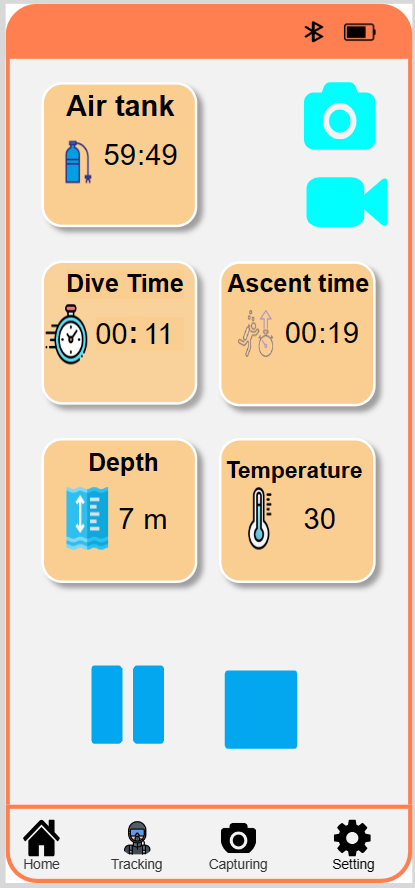 Air tank
59:49
Dive Time
Ascent time
00: 11
00:19
Depth
Temperature
7 m
30
Home
Tracking
Capturing
Setting